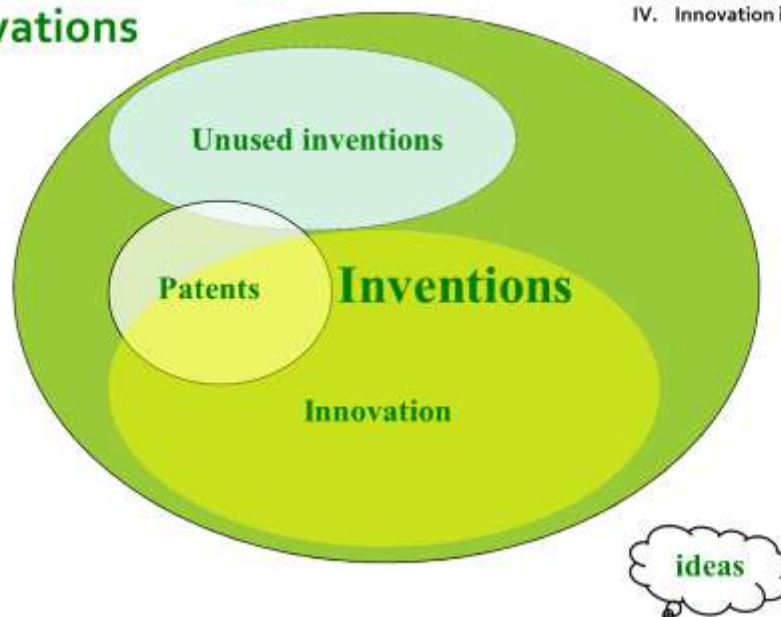 vations
IV. Innovation i
Unused inventions
Patents
Inventions
Innovation
ideas